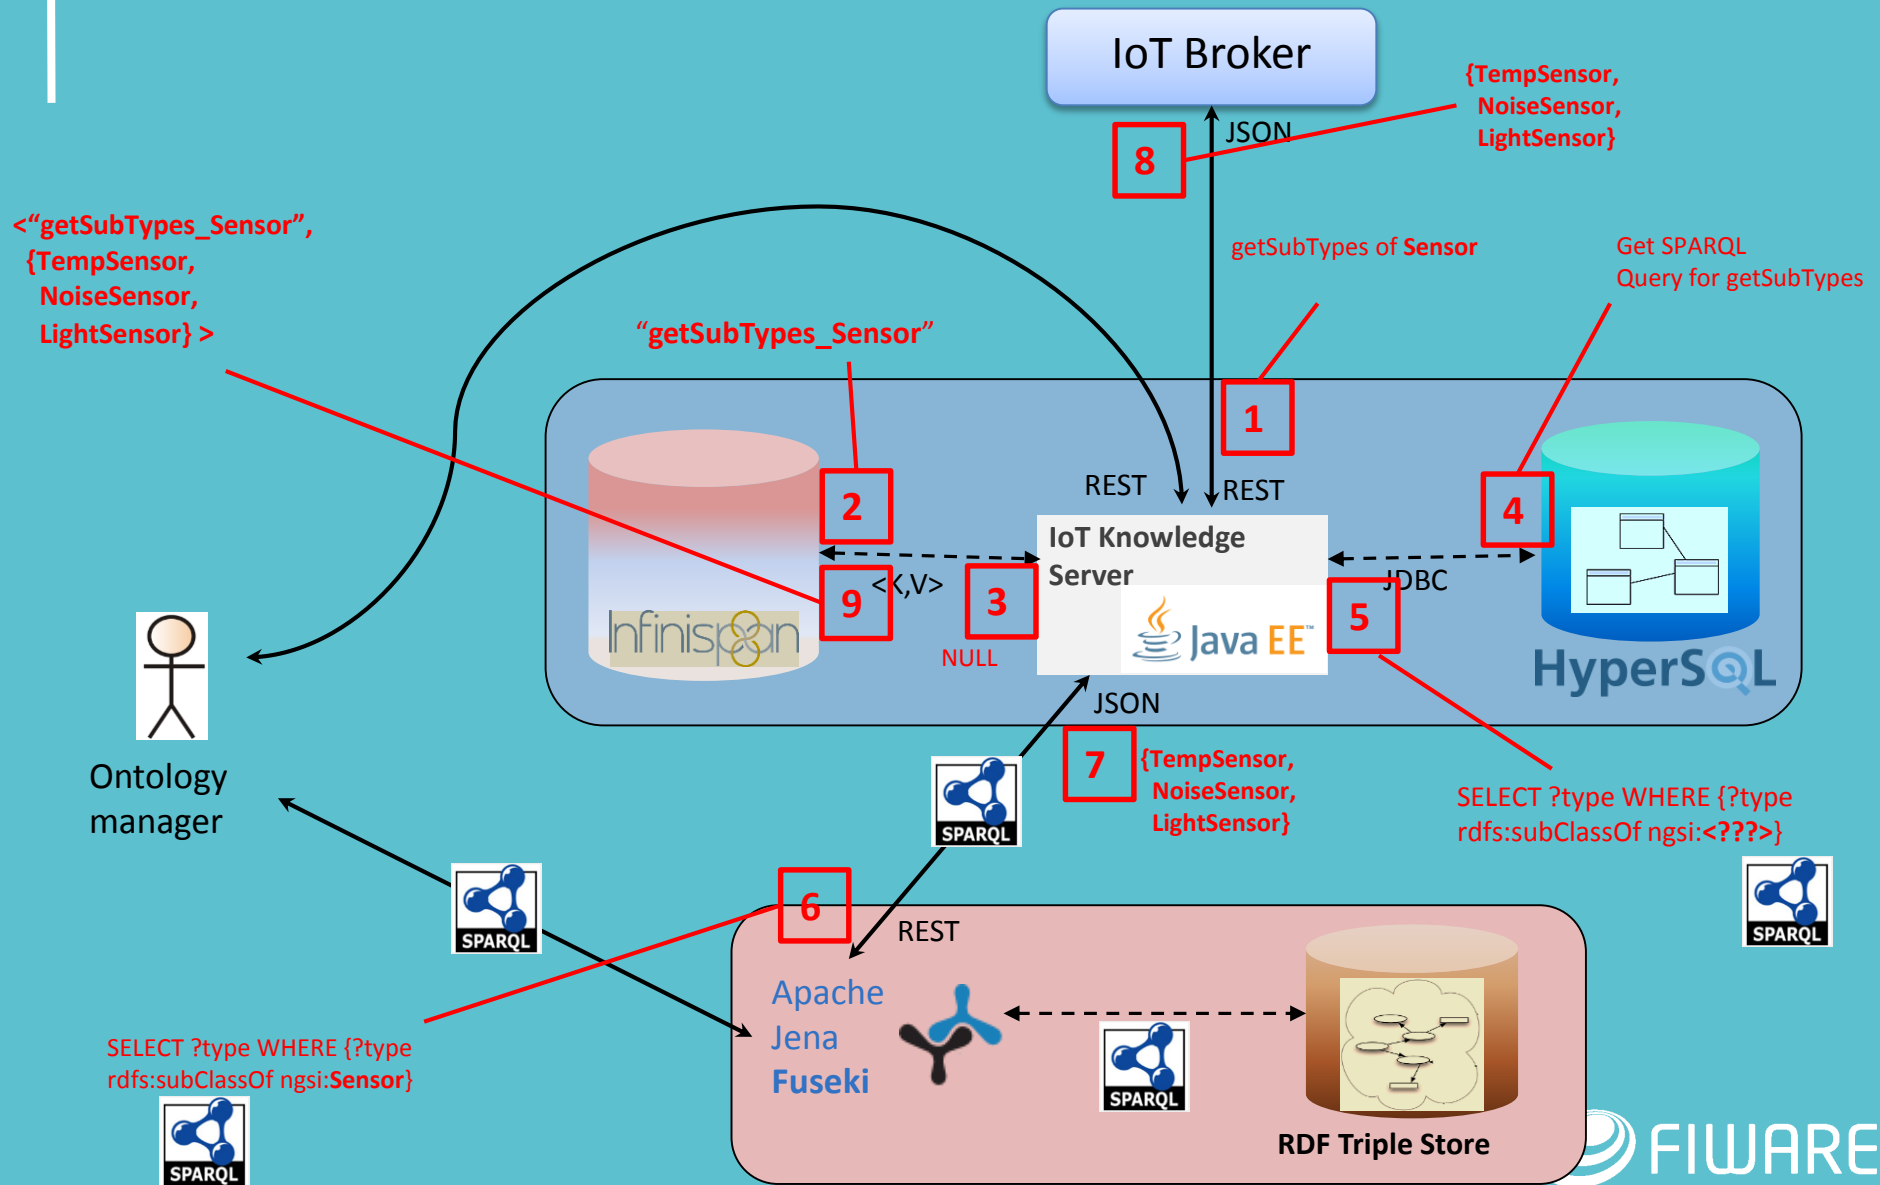 IoT Broker
{TempSensor,
NoiseSensor,
LightSensor}
JSON
8
<“getSubTypes_Sensor”,
{TempSensor,
NoiseSensor,
LightSensor} >
getSubTypes of Sensor
Get SPARQL
Query for getSubTypes
“getSubTypes_Sensor”
1
REST
REST
2
4
IoT Knowledge
Server
<K,V>
JDBC
9
3
5
Infinispan
Java EE™
NULL
HyperSQL
JSON
7
{TempSensor,
NoiseSensor,
LightSensor}
SPARQL
Ontology
manager
SELECT ?type WHERE {?type
rdfs:subClassOf ngsi:<???>}
SPARQL
SPARQL
6
REST
Apache
Jena
Fuseki
SPARQL
SELECT ?type WHERE {?type
rdfs:subClassOf ngsi:Sensor}
SPARQL
RDF Triple Store
FIWARE